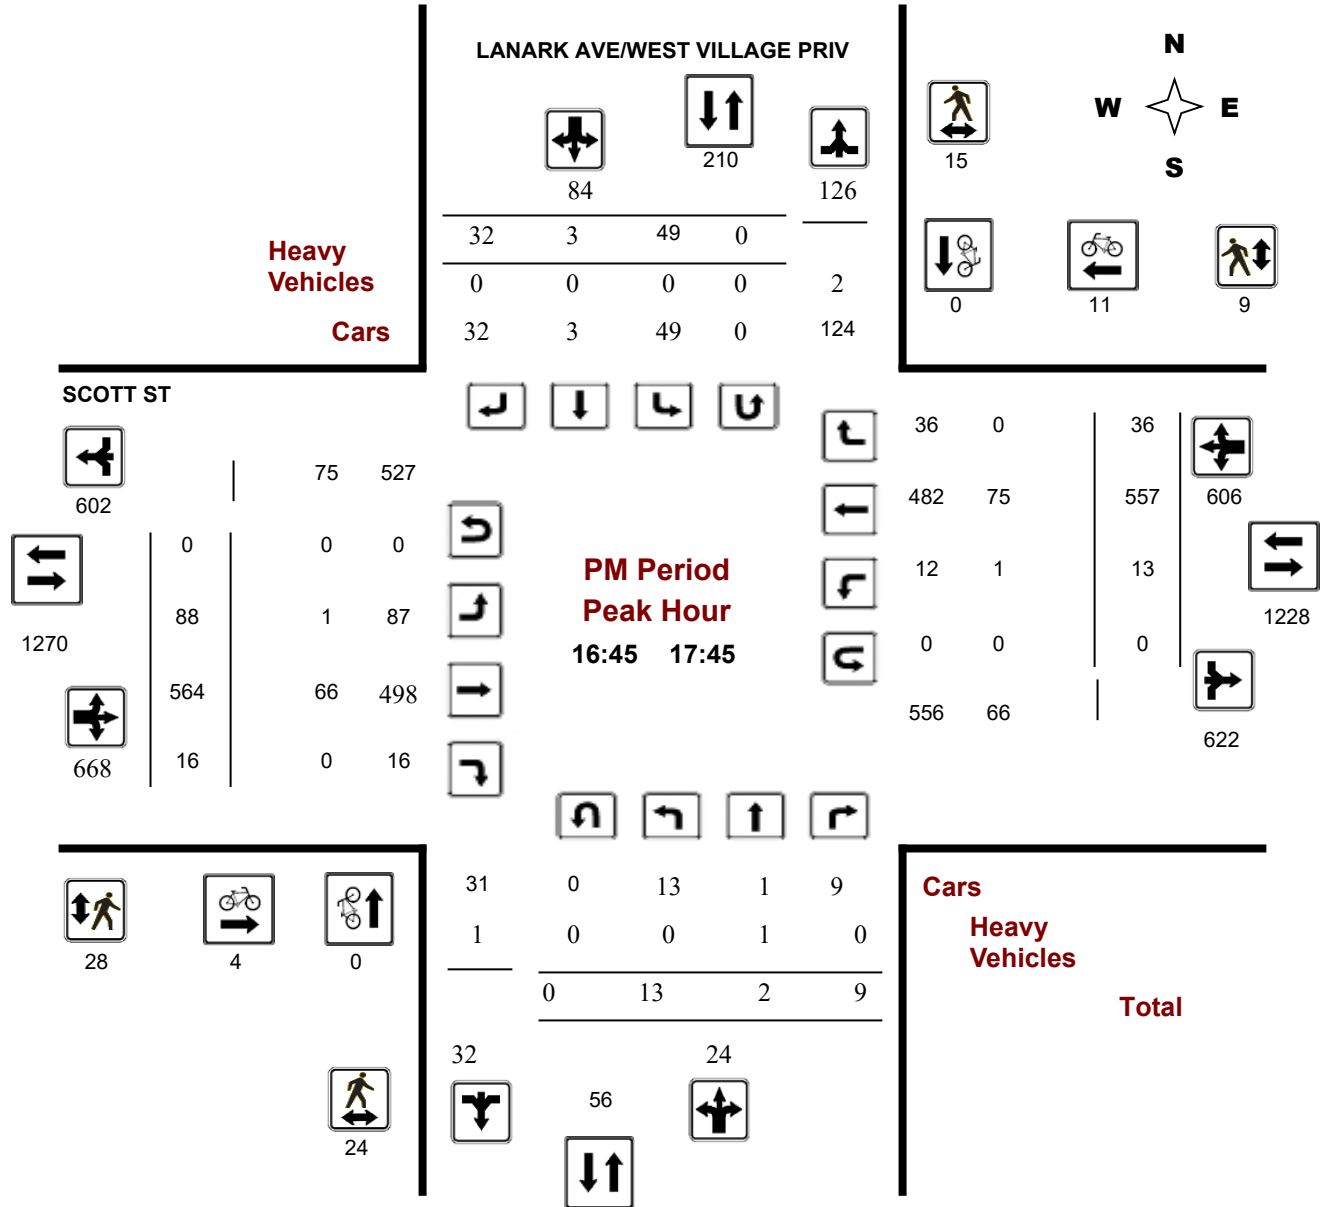 LANARK AVE/WEST VILLAGE PRIV
N
W E
S
210
15
84 126
32 3 49 0
Heavy
Vehicles
0 0 0 0 2
0 11 9
Cars
32 3 49 0 124
SCOTT ST
36 0 36
75 527
602
482 75 557 606
0 0 0
PM Period
Peak Hour
12 1 13
88 1 87
1270
16:45 17:45
0 0 0
1228
564 66 498
556 66
622
668 16 0 16
31 0 13 1 9
Cars
1 0 0 1 0
Heavy
Vehicles
28 4 0
0 13 2 9
Total
32 24
56
24